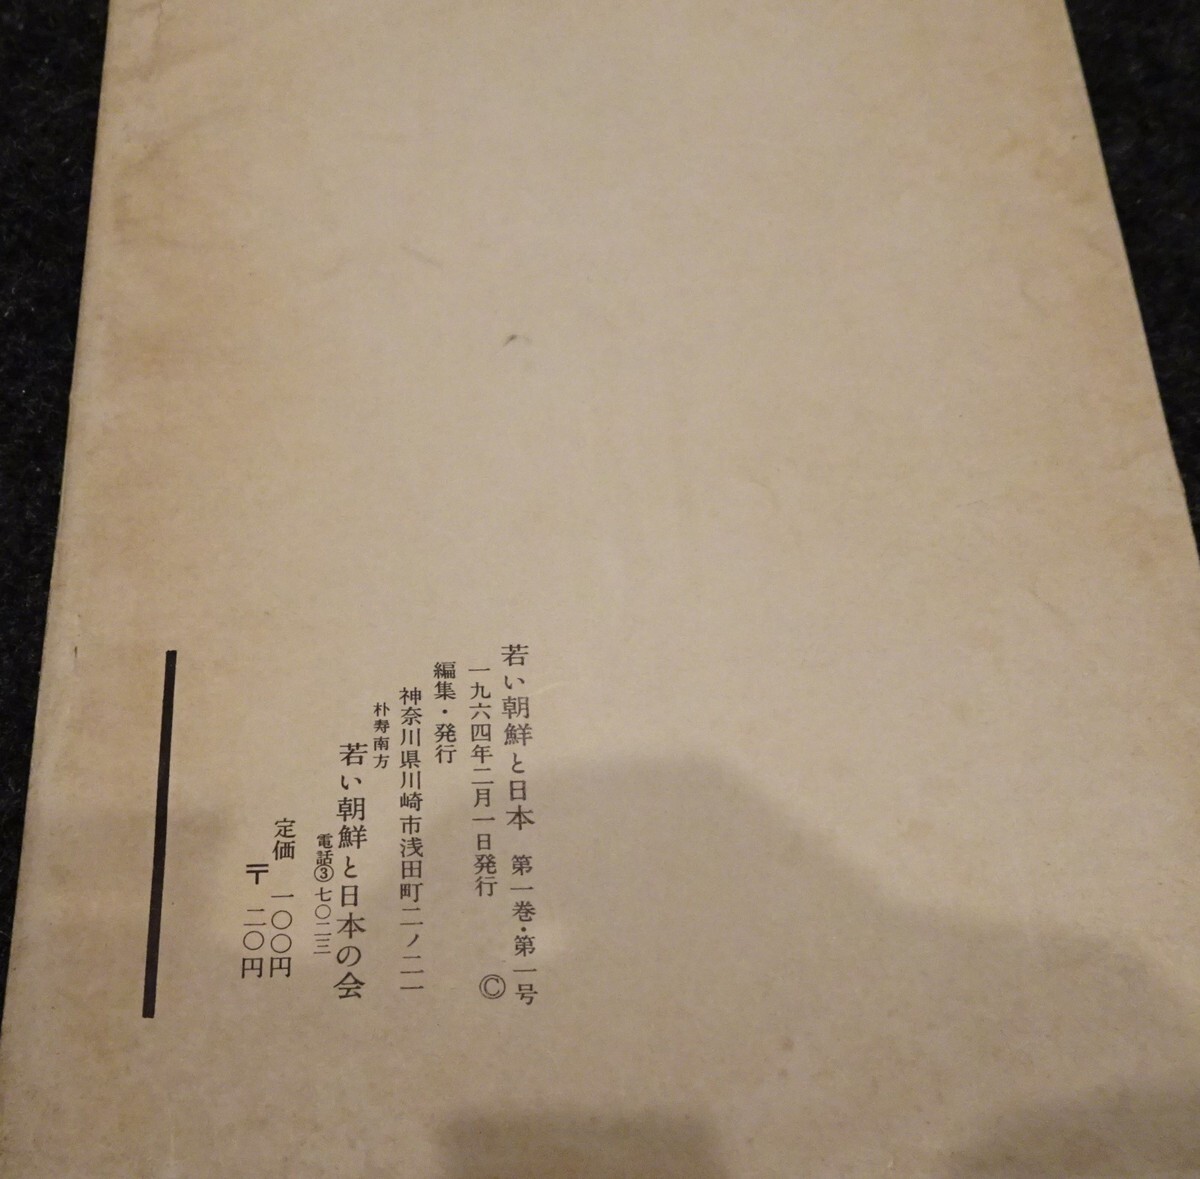 若い朝鮮と日本 第一巻・第一号
一九六四年二月一日発行 ©
編集・発行
神奈川県川崎市浅田町二ノ二一
朴寿南方
若い朝鮮と日本の会
電話③七〇二三
定価 一〇〇円
〒 二〇円